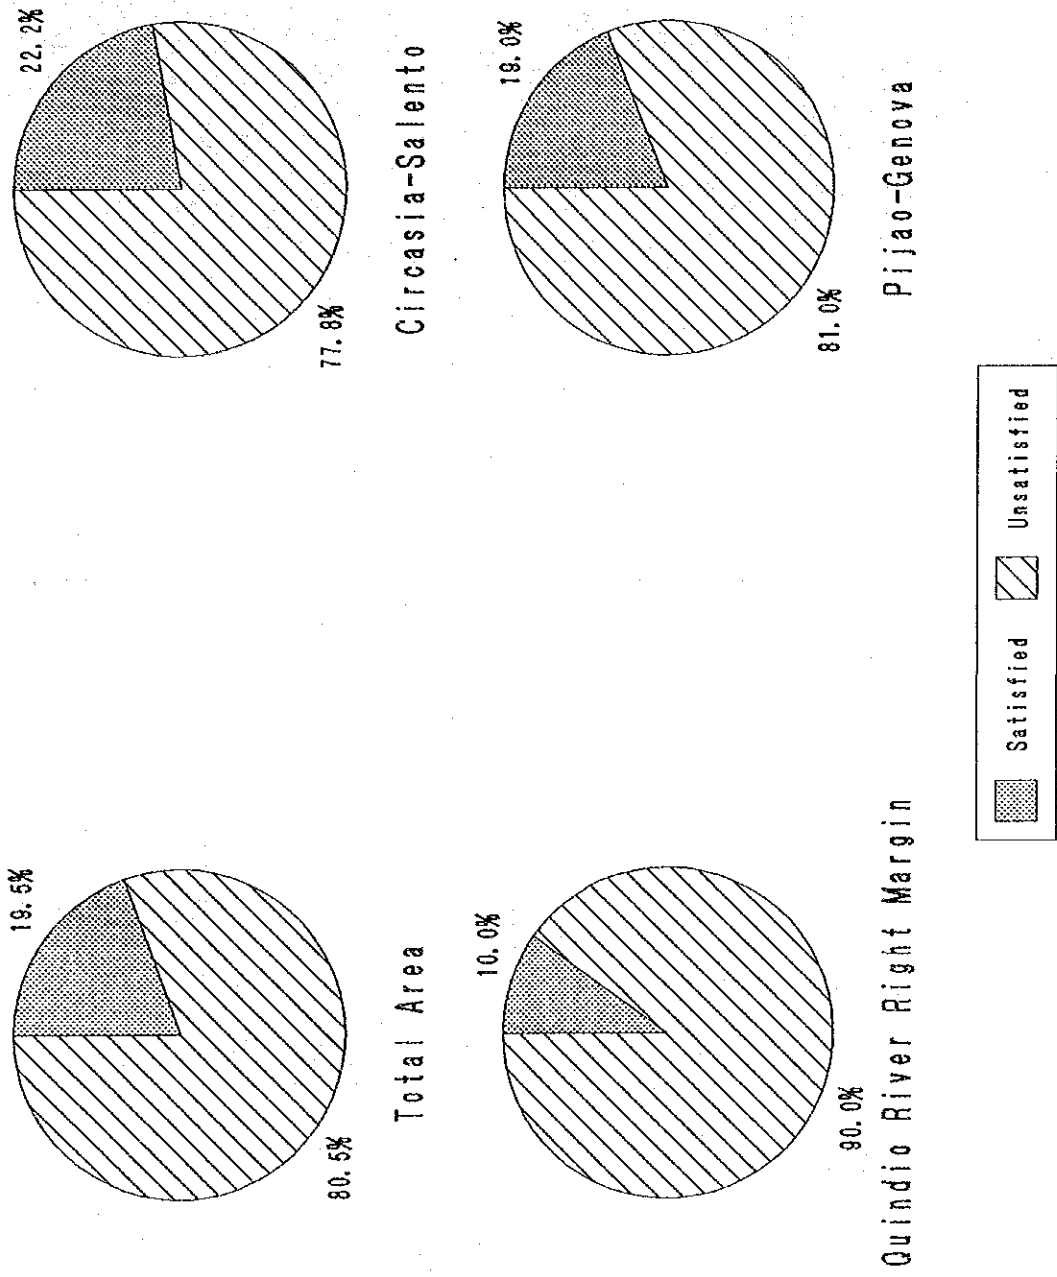 19.5%
80.5%
Total Area
22.2%
77.8%
Circasia-Salento
10.0%
90.0%
Quindio River Right Margin
19.0%
81.0%
Pijao-Genova
Satisfied Unsatisfied